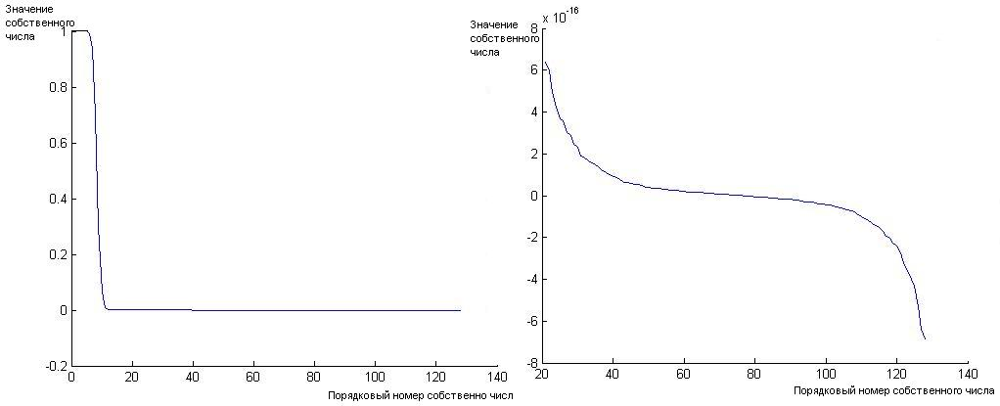 Значение
собственного
числа
1
0.8
0.6
0.4
0.2
0
-0.2
0 20 40 60 80 100 120 140
Порядковый номер собственно числ
x 10-16
Значение
собственного
числа
8
6
4
2
0
-2
-4
-6
-8
20 40 60 80 100 120 140
Порядковый номер собственного числа